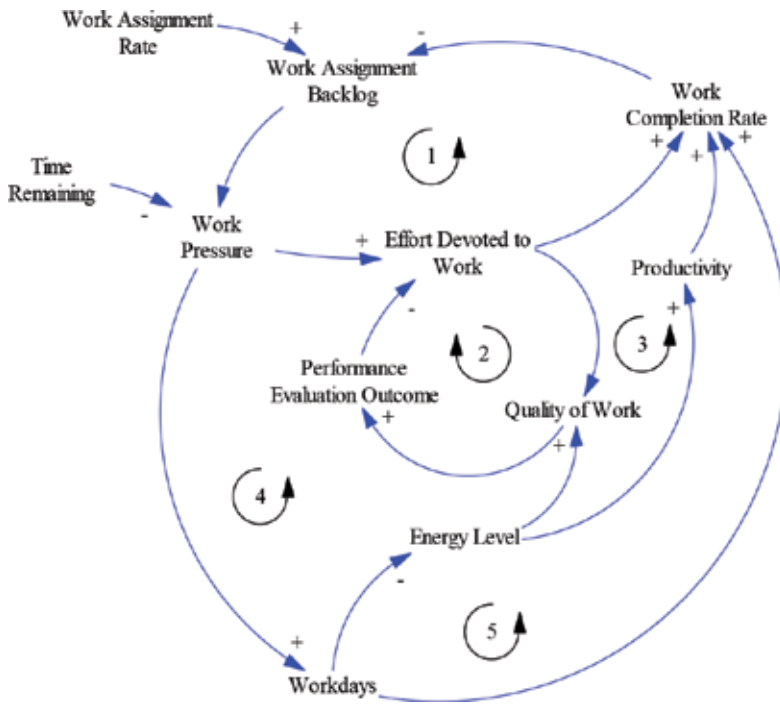 Work Assignment
Rate
+
-
Work Assignment
Backlog
Work
Completion Rate
+
+
+
1
Time
Remaining
-
Work
Pressure
+
Effort Devoted to
Work
Productivity
-
+
2
3
Performance
Evaluation Outcome
+
Quality of Work
+
4
Energy Level
-
5
+
Workdays